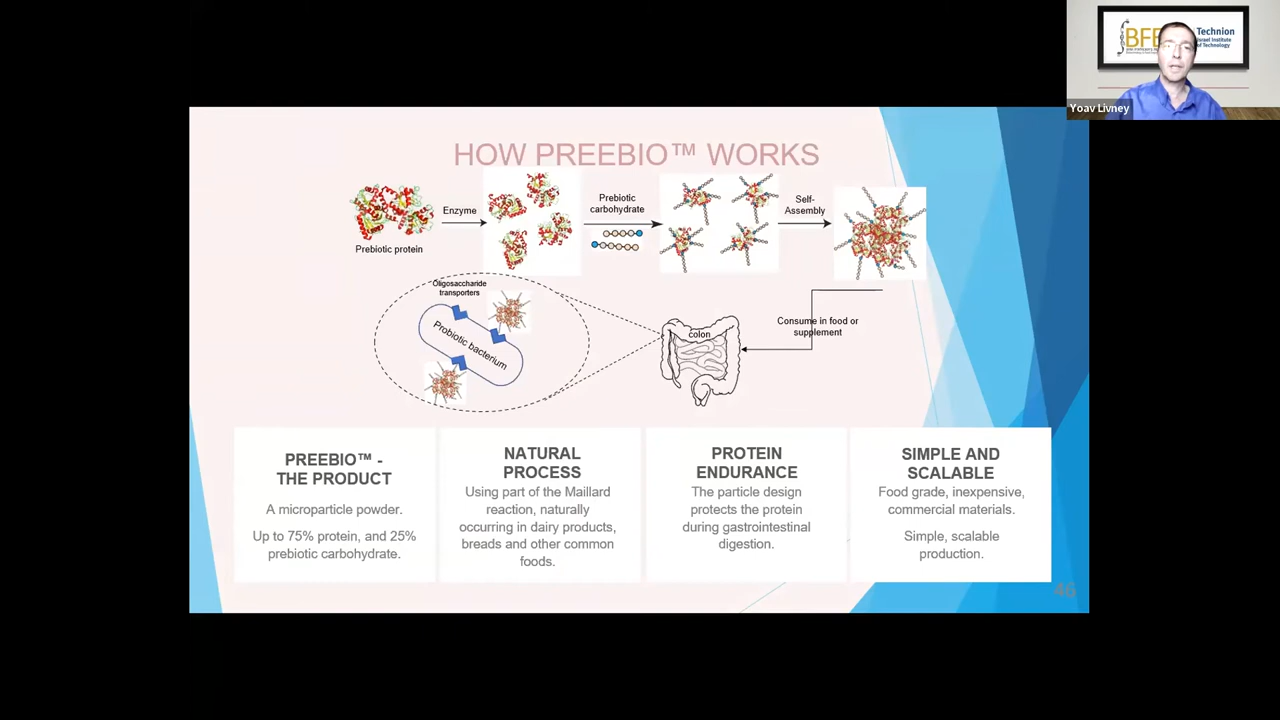 BFE
Technion
Israel Institute
of Technology
Yoav Livney
HOW PREEBIO™ WORKS
Prebiotic protein
Enzyme
Prebiotic
carbohydrate
Self-
Assembly
Oligosaccharide
transporters
Probiotic bacterium
colon
Consume in food or
supplement
PREEBIO™ -
THE PRODUCT
A microparticle powder.
Up to 75% protein, and 25%
prebiotic carbohydrate.
NATURAL
PROCESS
Using part of the Maillard
reaction, naturally
occurring in dairy products,
breads and other common
foods.
PROTEIN
ENDURANCE
The particle design
protects the protein
during gastrointestinal
digestion.
SIMPLE AND
SCALABLE
Food grade, inexpensive,
commercial materials.
Simple, scalable
production.
46